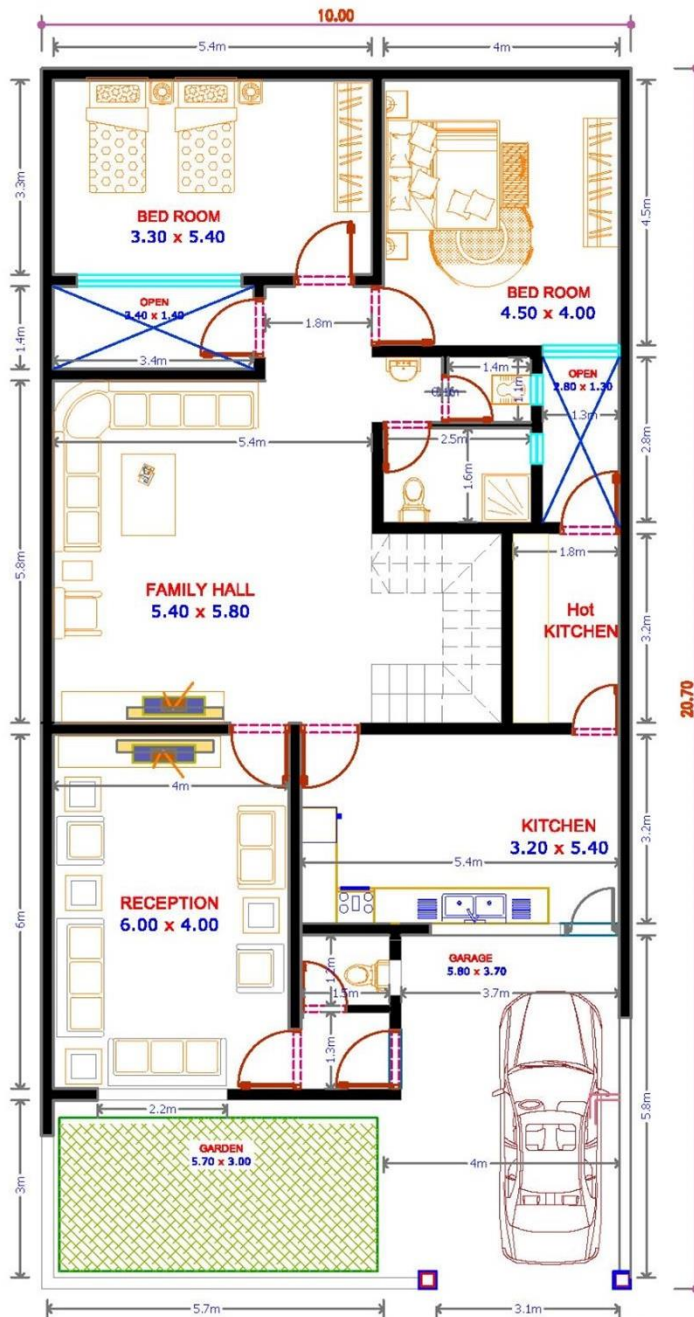 10.00
5.4m
4m
3.3m
BED ROOM
3.30 x 5.40
4.5m
BED ROOM
4.50 x 4.00
OPEN
3.40 x 1.40
1.4m
1.8m
3.4m
1.4m
1.1m
OPEN
2.80 x 1.30
1.3m
2.8m
5.4m
2.5m
1.6m
5.8m
FAMILY HALL
5.40 x 5.80
1.8m
Hot
KITCHEN
3.2m
20.70
4m
KITCHEN
3.20 x 5.40
3.2m
5.4m
RECEPTION
6.00 x 4.00
6m
GARAGE
5.80 x 3.70
1.2m
1.5m
3.7m
1.3m
5.8m
2.2m
GARDEN
5.70 x 3.00
3m
4m
5.7m
3.1m